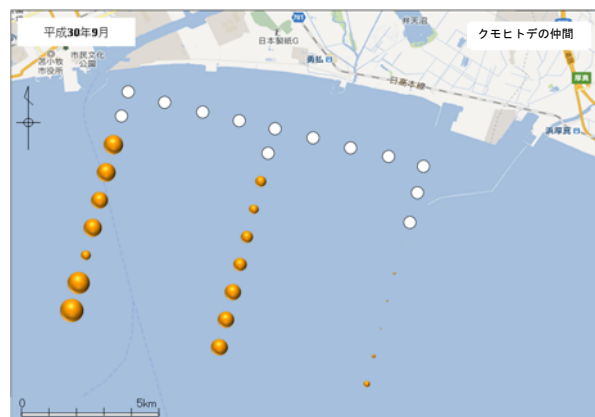 平成30年9月
クモヒトデの仲間
781
弁天沼
日本製紙G
勇払
苫小牧
市役所
市民文化
公園
日高本線
厚真
浜厚真
0
5km